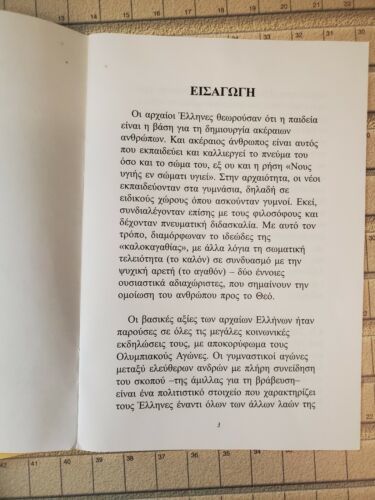 ΕΙΣΑΓΩΓΗ
Οι αρχαίοι Έλληνες θεωρούσαν ότι η παιδεία
είναι η βάση για τη δημιουργία ακέραιων
ανθρώπων. Και ακέραιος άνθρωπος είναι αυτός
που εκπαιδεύει και καλλιεργεί το πνεύμα του
όσο και το σώμα του, εξ ου και η ρήση «Νους
υγιής εν σώματι υγιεί». Στην αρχαιότητα, οι νέοι
εκπαιδεύονταν στα γυμνάσια, δηλαδή σε
ειδικούς χώρους όπου ασκούνταν γυμνοί. Εκεί,
συνδιαλέγονταν επίσης με τους φιλοσόφους και
δέχονταν πνευματική διδασκαλία. Με αυτό τον
τρόπο, διαμόρφωναν το ιδεώδες της
«καλοκαγαθίας», με άλλα λόγια τη σωματική
τελειότητα (το καλόν) σε συνδυασμό με την
ψυχική αρετή (το αγαθόν) – δύο έννοιες
ουσιαστικά αδιαχώριστες, που σημαίνουν την
ομοίωση του ανθρώπου προς το Θεό.
Οι βασικές αξίες των αρχαίων Ελλήνων ήταν
παρούσες σε όλες τις μεγάλες κοινωνικές
εκδηλώσεις τους, με αποκορύφωμα τους
Ολυμπιακούς Αγώνες. Οι γυμναστικοί αγώνες
μεταξύ ελεύθερων ανδρών με πλήρη συνείδηση
του σκοπού –της άμιλλας για τη βράβευση–
είναι ένα πολιτιστικό στοιχείο που χαρακτηρίζει
τους Έλληνες έναντι όλων των άλλων λαών της
3